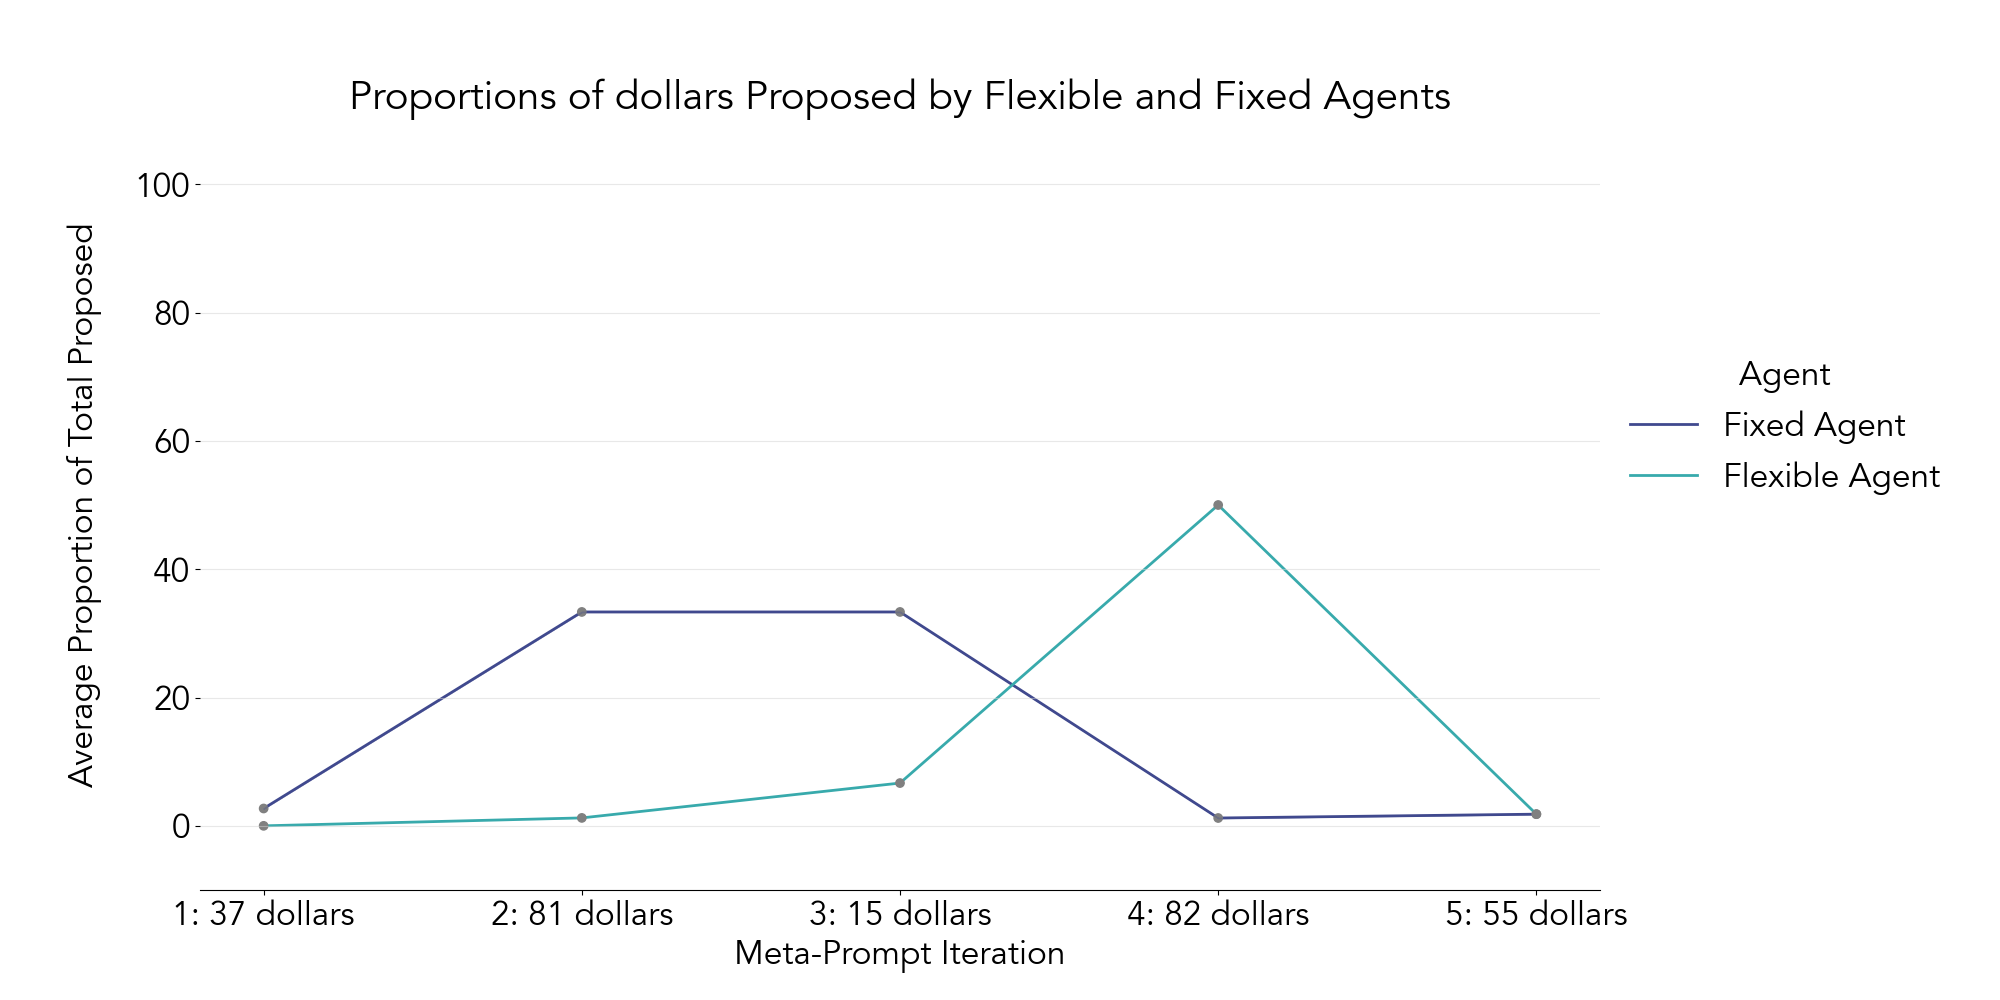 Proportions of dollars Proposed by Flexible and Fixed Agents
Average Proportion of Total Proposed
100
80
60
40
20
0
1: 37 dollars
2: 81 dollars
3: 15 dollars
4: 82 dollars
5: 55 dollars
Meta-Prompt Iteration
Agent
Fixed Agent
Flexible Agent